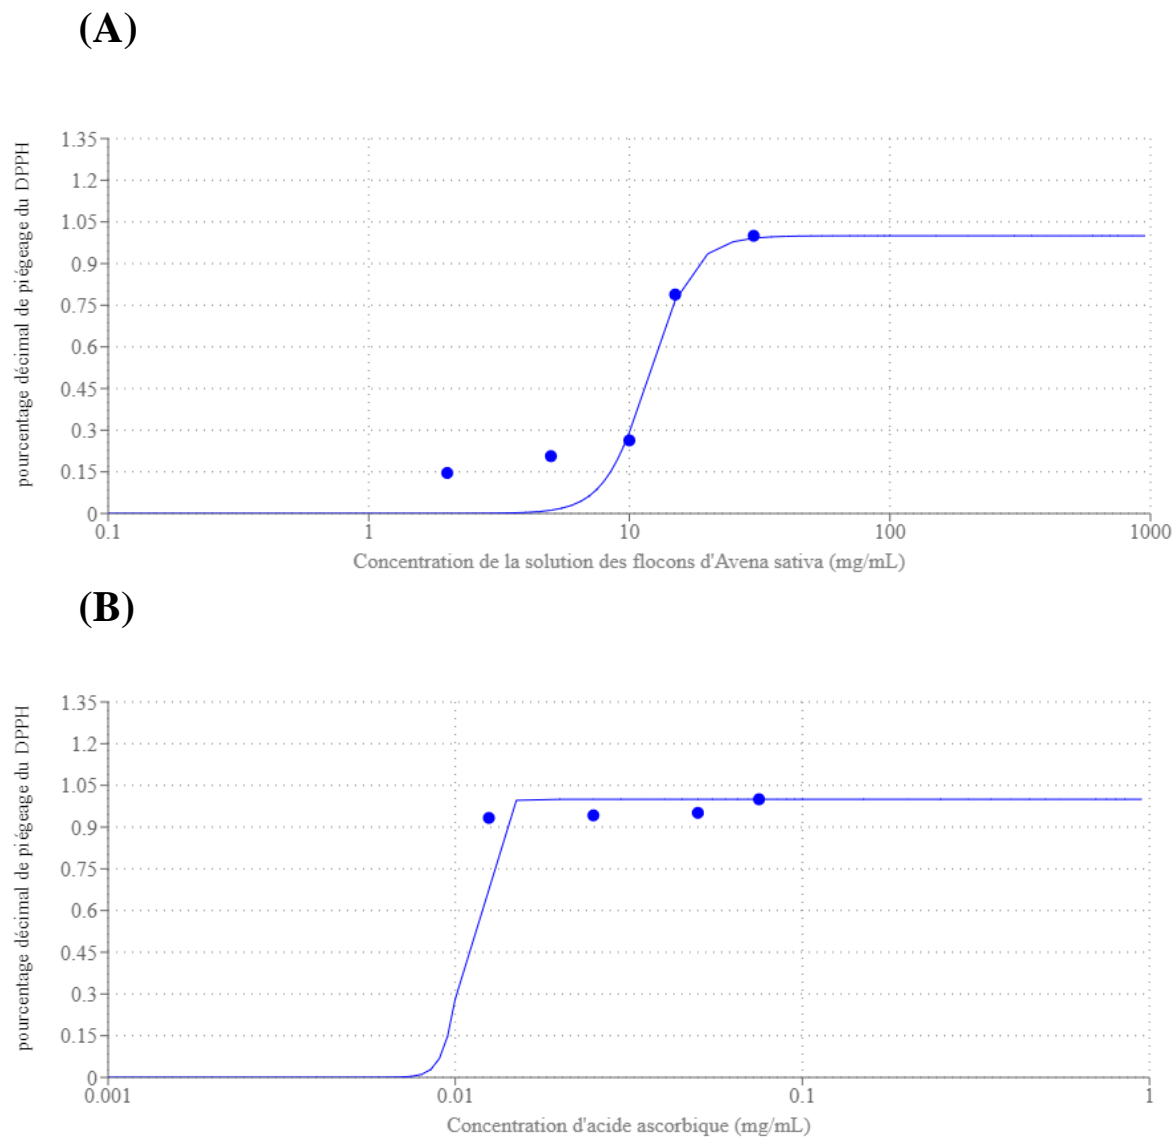 (A)
pourcentage décimal de piégeage du DPPH
1.35
1.2
1.05
0.9
0.75
0.6
0.45
0.3
0.15
0
0.1 1 10 100 1000
Concentration de la solution des flocons d'Avena sativa (mg/mL)
(B)
pourcentage décimal de piégeage du DPPH
1.35
1.2
1.05
0.9
0.75
0.6
0.45
0.3
0.15
0
0.001 0.01 0.1 1
Concentration d'acide ascorbique (mg/mL)